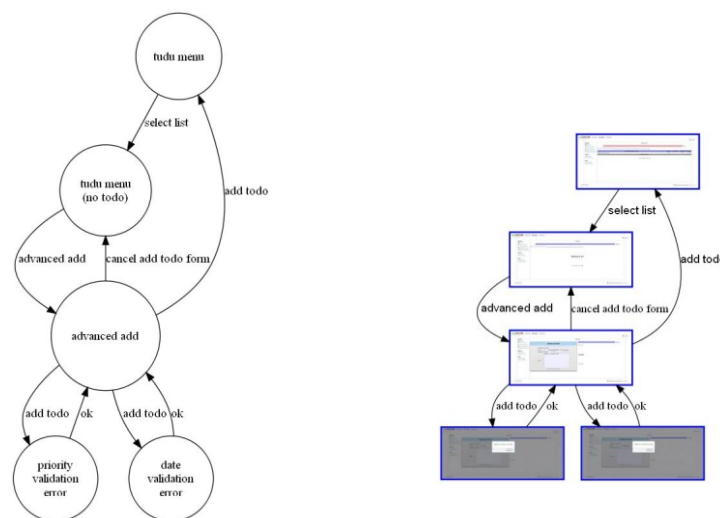 tudu menu
select list
tudu menu
(no todo)
add todo
advanced add
cancel add todo form
advanced add
add todo
ok
add todo
ok
priority
validation
error
date
validation
error
select list
add todo
advanced add
cancel add todo form
add todo
ok
add todo
ok